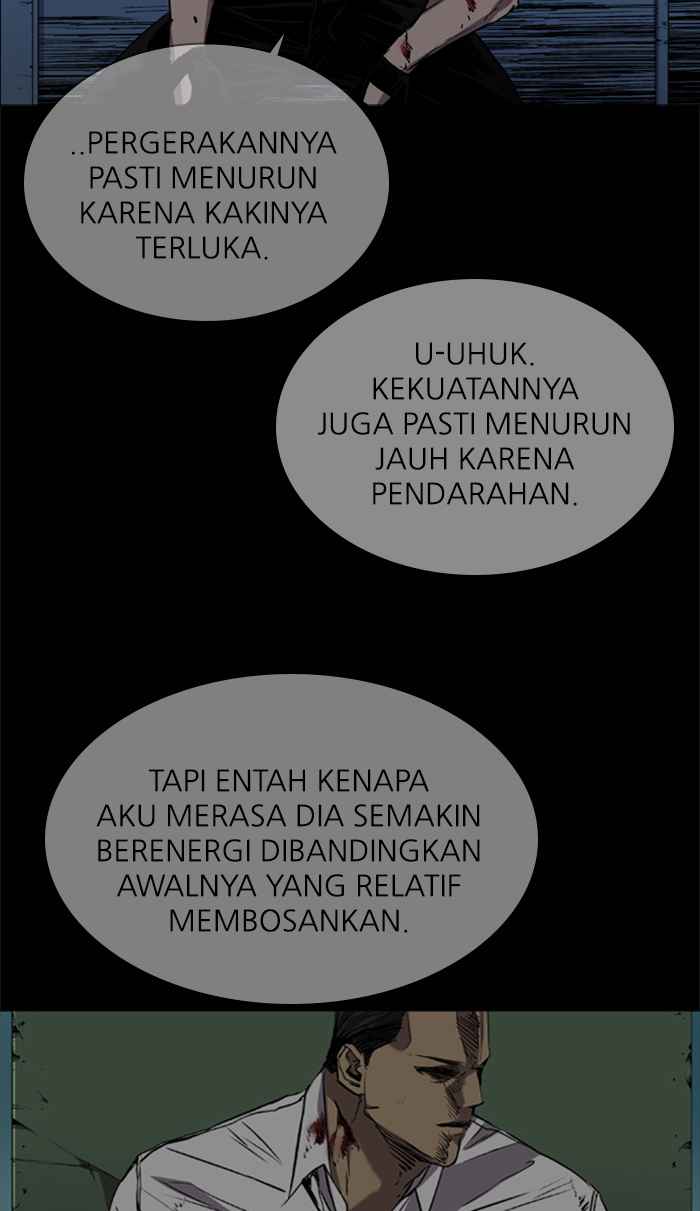 ..PERGERAKANNYA
PASTI MENURUN
KARENA KAKINYA
TERLUKA.
U-UHUK.
KEKUATANNYA
JUGA PASTI MENURUN
JAUH KARENA
PENDARAHAN.
TAPI ENTAH KENAPA
AKU MERASA DIA SEMAKIN
BERENERGI DIBANDINGKAN
AWALNYA YANG RELATIF
MEMBOSANKAN.